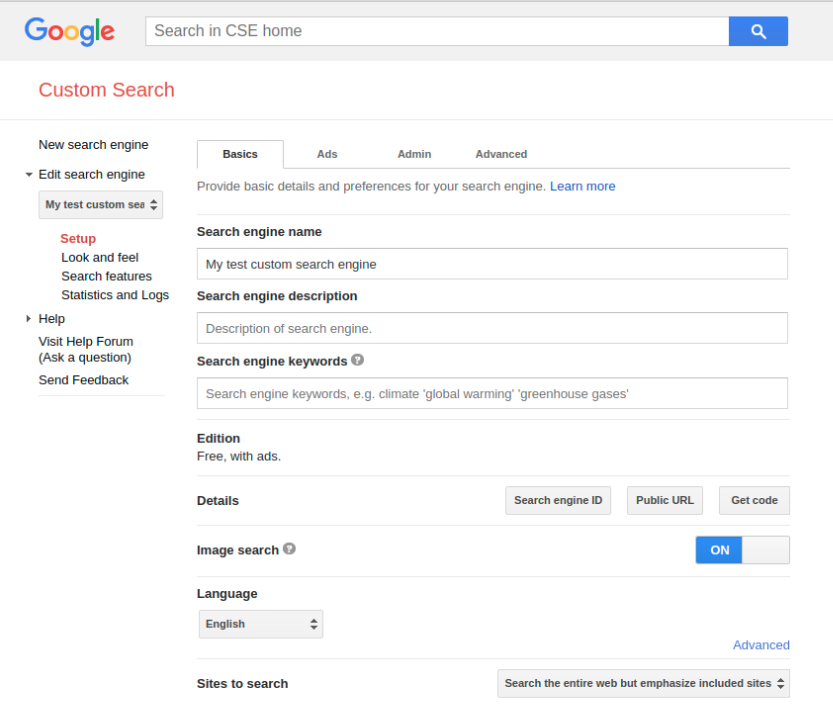 Google
Search in CSE home
Custom Search
New search engine
Edit search engine
My test custom sea
Setup
Look and feel
Search features
Statistics and Logs
Help
Visit Help Forum
(Ask a question)
Send Feedback
Basics Ads Admin Advanced
Provide basic details and preferences for your search engine. Learn more
Search engine name
My test custom search engine
Search engine description
Description of search engine.
Search engine keywords ?
Search engine keywords, e.g. climate 'global warming' 'greenhouse gases'
Edition
Free, with ads.
Details Search engine ID Public URL Get code
Image search ? ON
Language
English
Advanced
Sites to search Search the entire web but emphasize included sites